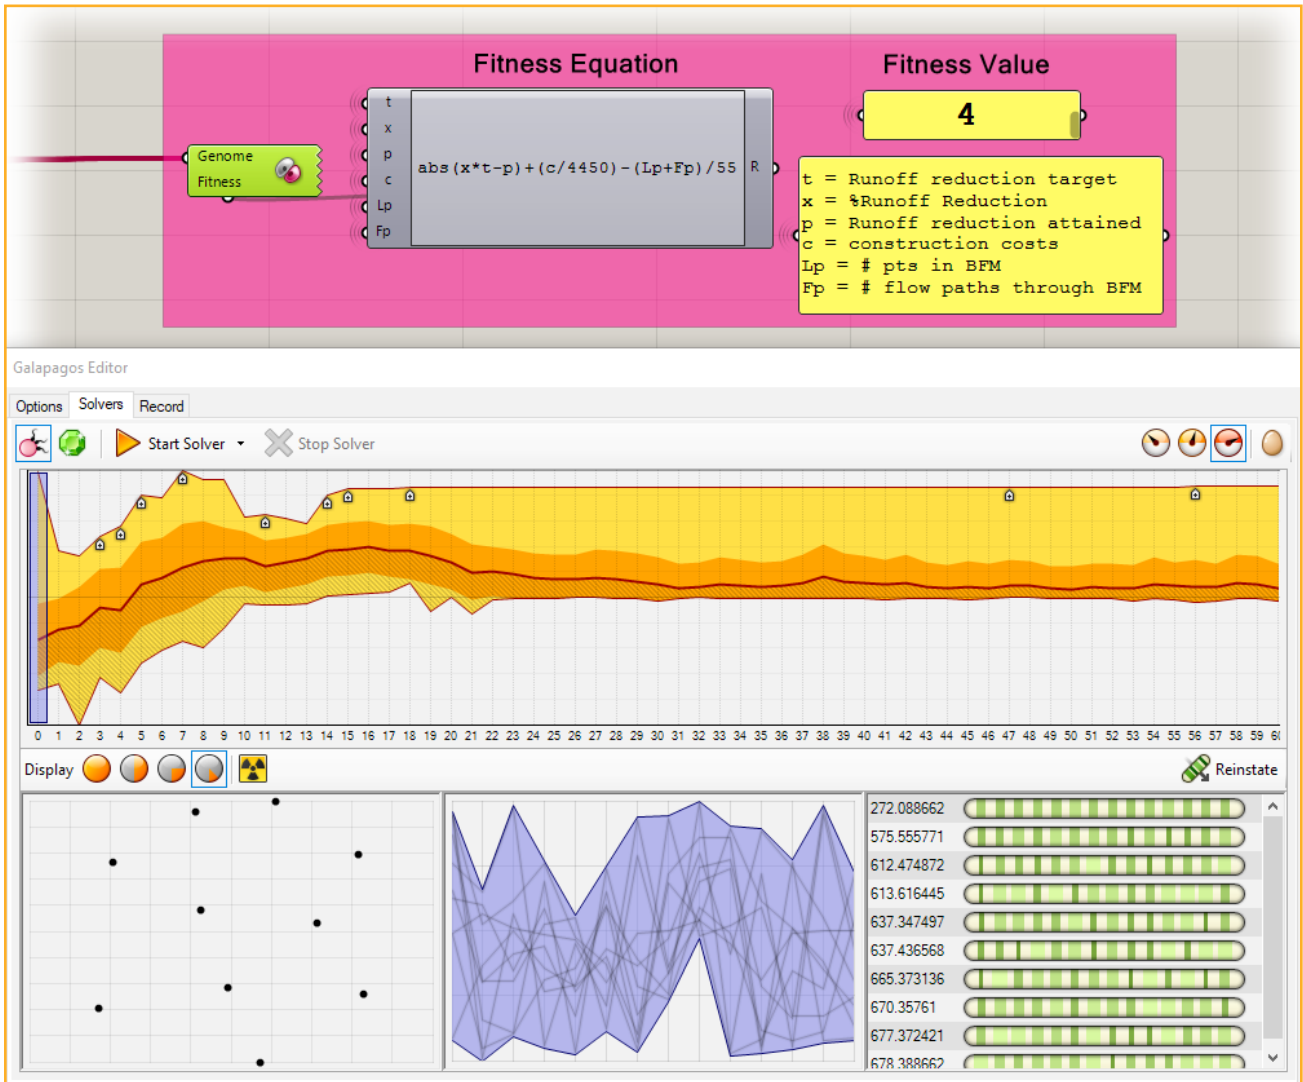 Fitness Equation
Fitness Value
Genome
Fitness
t
x
p
c
Lp
Fp
abs(x*t-p)+(c/4450)-(Lp+Fp)/55
R
4
t = Runoff reduction target
x = %Runoff Reduction
p = Runoff reduction attained
c = construction costs
Lp = # pts in BFM
Fp = # flow paths through BFM
Galapagos Editor
Options Solvers Record
Start Solver Stop Solver
0 1 2 3 4 5 6 7 8 9 10 11 12 13 14 15 16 17 18 19 20 21 22 23 24 25 26 27 28 29 30 31 32 33 34 35 36 37 38 39 40 41 42 43 44 45 46 47 48 49 50 51 52 53 54 55 56 57 58 59 60
Display
Reinstate
272.088662
575.555771
612.474872
613.616445
637.347497
637.436568
665.373136
670.35761
677.372421
678.388662